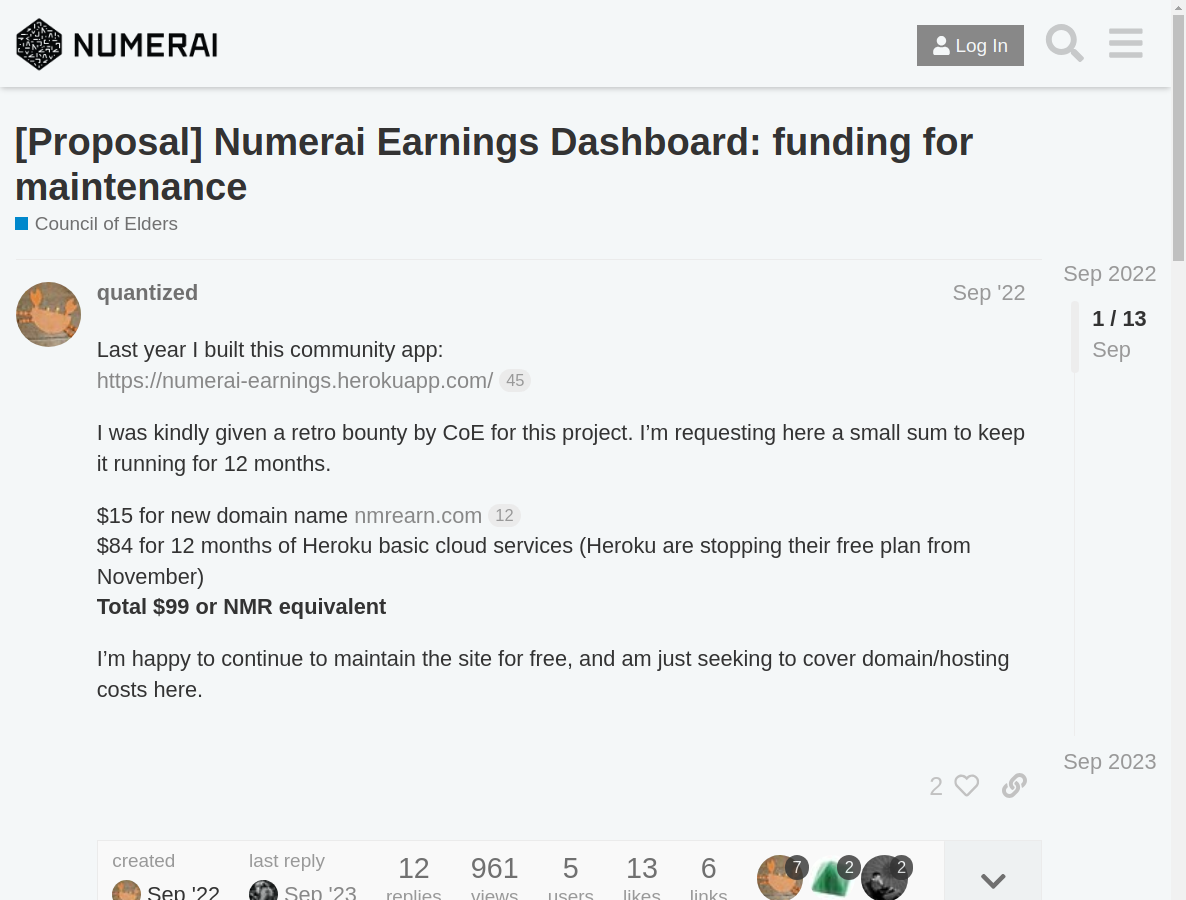 NUMERAI
Log In
[Proposal] Numerai Earnings Dashboard: funding for
maintenance
Council of Elders
Sep 2022
quantized
Sep '22
1 / 13
Sep
Last year I built this community app:
https://numerai-earnings.herokuapp.com/ 45
I was kindly given a retro bounty by CoE for this project. I’m requesting here a small sum to keep
it running for 12 months.
$15 for new domain name nmrearn.com 12
$84 for 12 months of Heroku basic cloud services (Heroku are stopping their free plan from
November)
Total $99 or NMR equivalent
I’m happy to continue to maintain the site for free, and am just seeking to cover domain/hosting
costs here.
Sep 2023
2
created
last reply
12
961
5
13
6
7
2
2
Sep '22
Sep '23
replies
views
users
likes
links